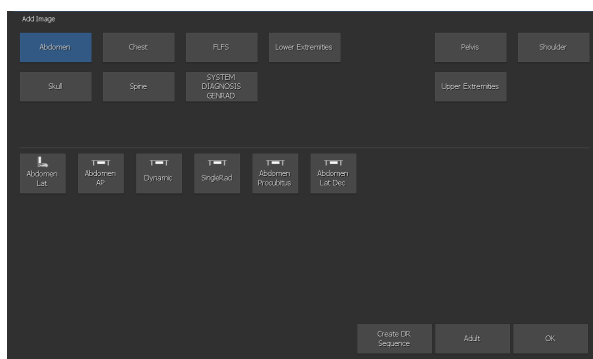 Add Image
Abdomen
Chest
FLFS
Lower Extremities
Pelvis
Shoulder
Skull
Spine
SYSTEM
DIAGNOSIS
GENRAD
Upper Extremities
Abdomen
Lat
Abdomen
AP
Dynamic
SingleRad
Abdomen
Procubitus
Abdomen
Lat Dec
Create DR
Sequence
Adult
OK